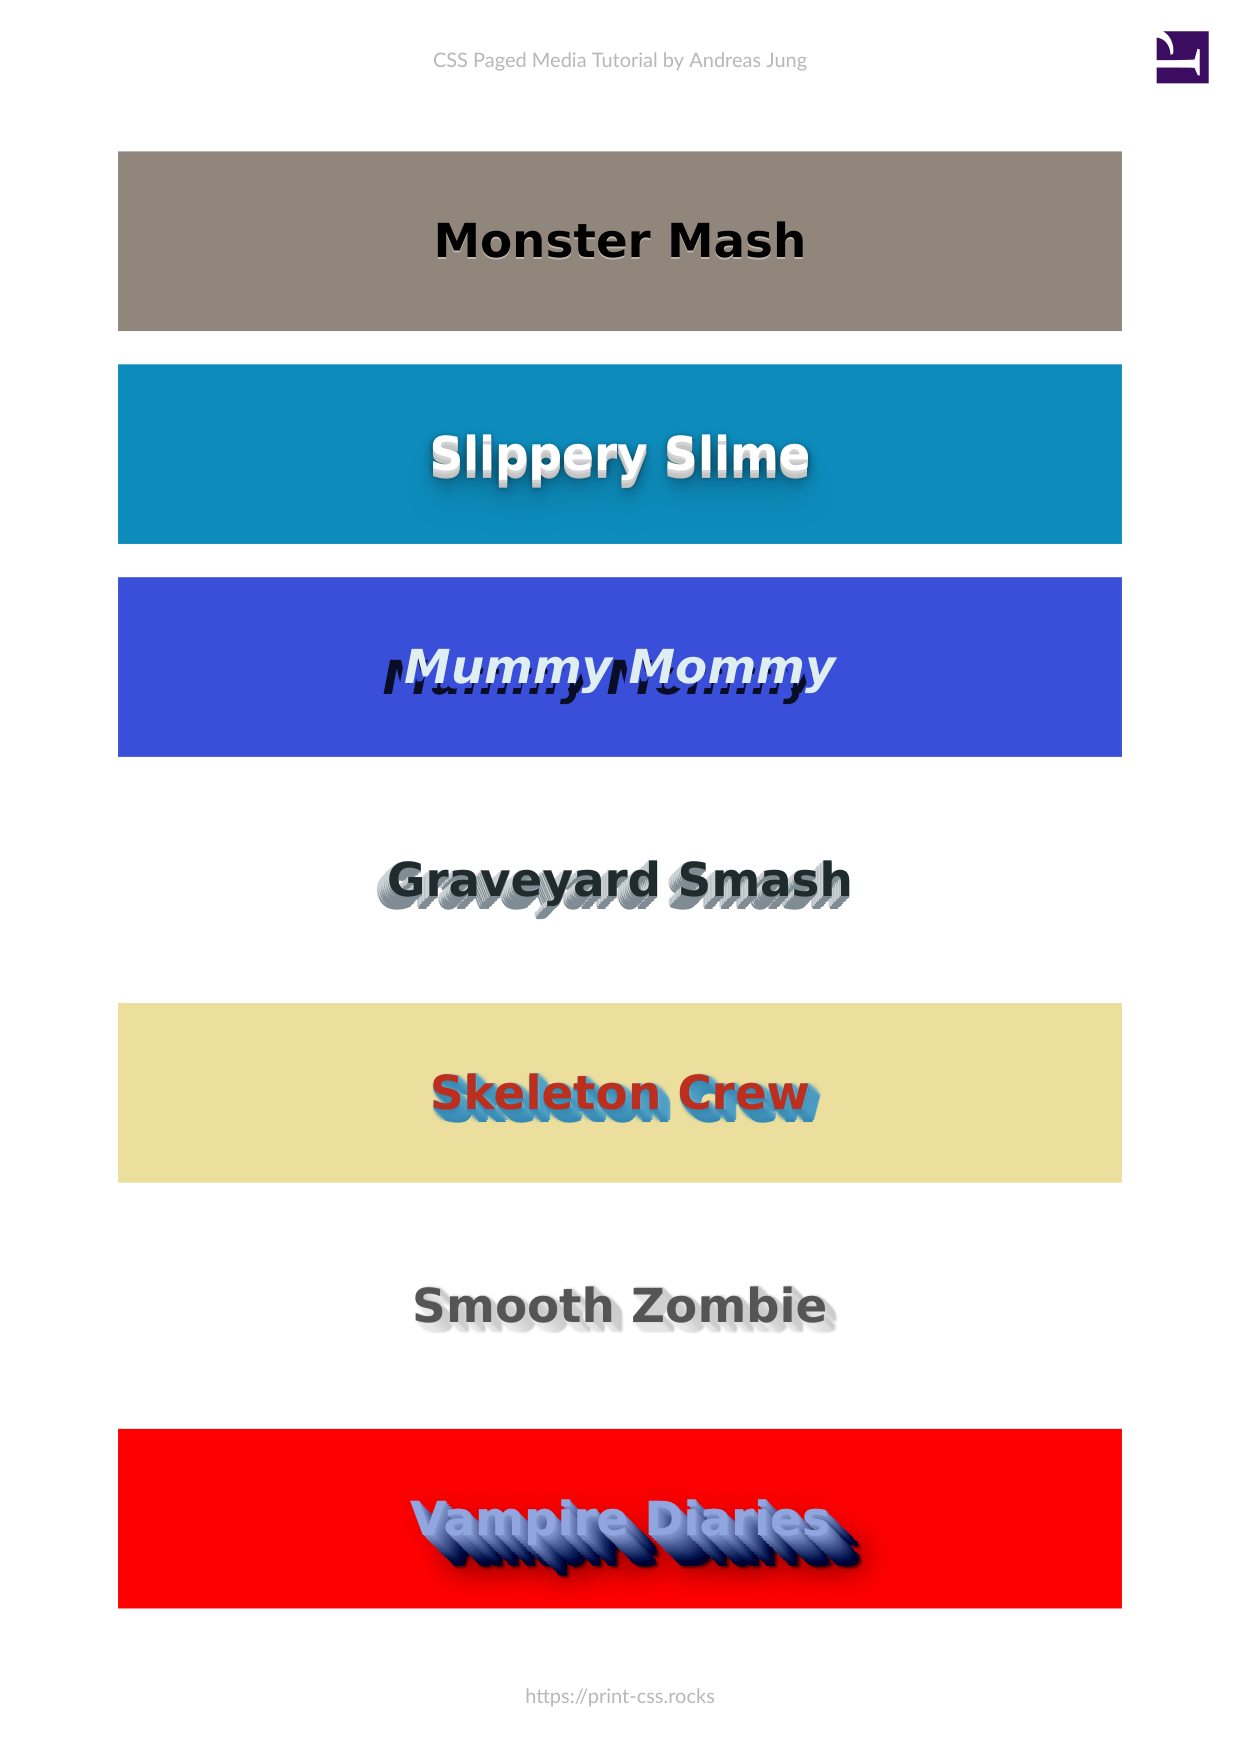 CSS Paged Media Tutorial by Andreas Jung
Monster Mash
Slippery Slime
Mummy Mommy
Graveyard Smash
Skeleton Crew
Smooth Zombie
Vampire Diaries
https://print-css.rocks